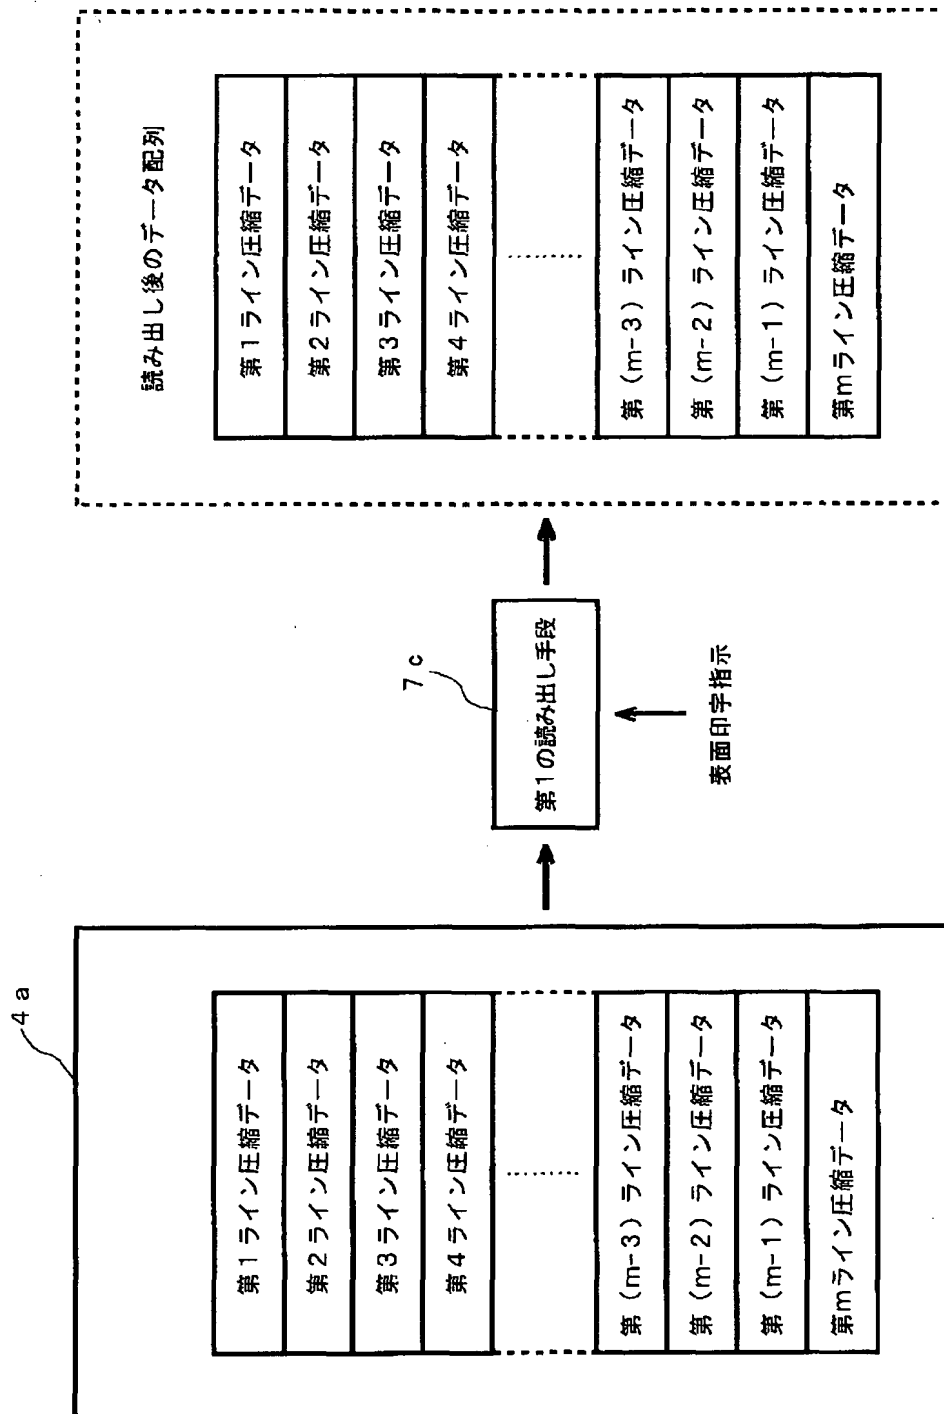 4a
第1ライン圧縮データ
第2ライン圧縮データ
第3ライン圧縮データ
第4ライン圧縮データ
第(m-3)ライン圧縮データ
第(m-2)ライン圧縮データ
第(m-1)ライン圧縮データ
第mライン圧縮データ
7c
第1の読み出し手段
表面印字指示
読み出し後のデータ配列
第1ライン圧縮データ
第2ライン圧縮データ
第3ライン圧縮データ
第4ライン圧縮データ
第(m-3)ライン圧縮データ
第(m-2)ライン圧縮データ
第(m-1)ライン圧縮データ
第mライン圧縮データ